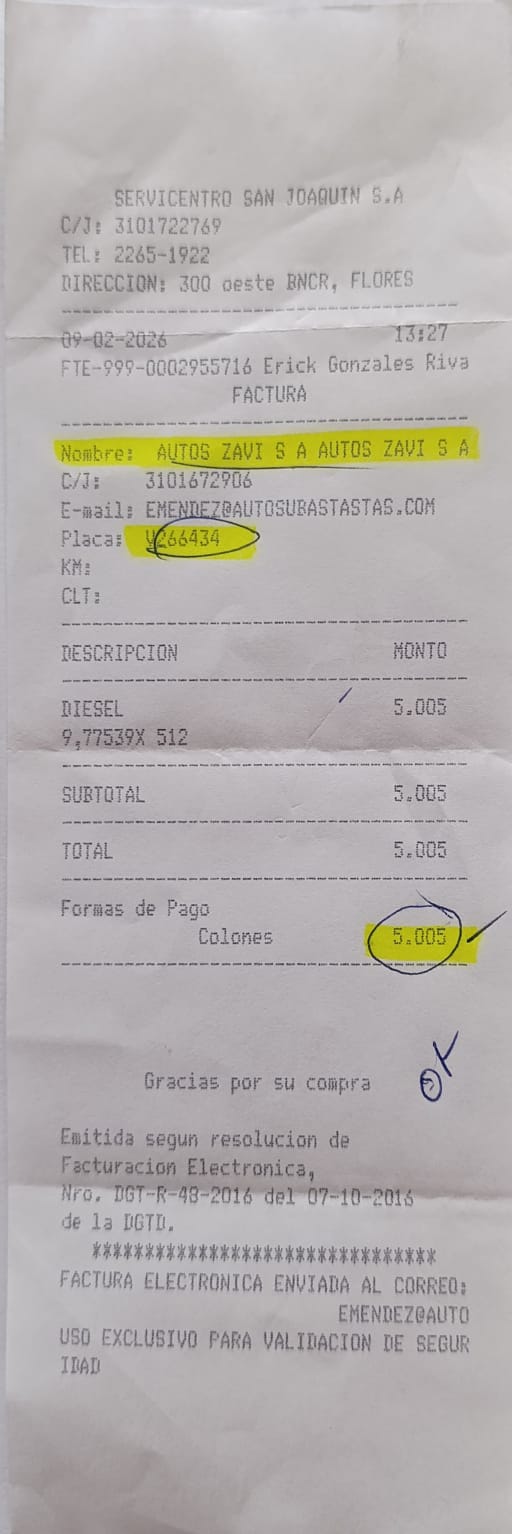 SERVICENTRO SAN JOAQUIN S.A
C/J: 3101722769
TEL: 2265-1922
DIRECCION: 300 oeste BNCR, FLORES
09-02-2026 13:27
FTE-999-0002955716 Erick Gonzales Riva
FACTURA
Nombre: AUTOS ZAVI S A AUTOS ZAVI S A
C/J: 3101672906
E-mail: EMENDEZ@AUTOSUBASTASTAS.COM
Placa: V266434
KM:
CLT:
DESCRIPCION MONTO
DIESEL 5.005
9,77539X 512
SUBTOTAL 5.005
TOTAL 5.005
Formas de Pago
Colones 5.005
OK
Gracias por su compra
Emitida segun resolucion de
Facturacion Electronica,
Nro. DGT-R-48-2016 del 07-10-2016
de la DGTD.
********************************
FACTURA ELECTRONICA ENVIADA AL CORREO:
EMENDEZ@AUTO
USO EXCLUSIVO PARA VALIDACION DE SEGUR
IDAD